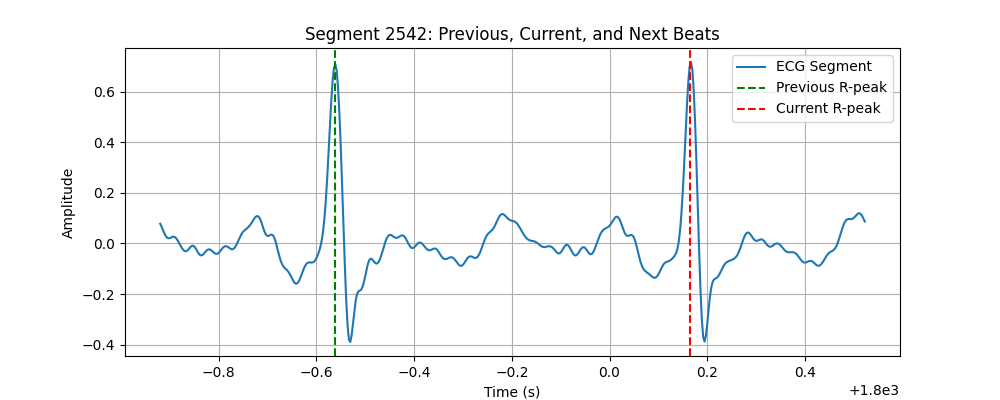 Segment 2542: Previous, Current, and Next Beats
ECG Segment
Previous R-peak
Current R-peak
Amplitude
0.6
0.4
0.2
0.0
−0.2
−0.4
−0.8 −0.6 −0.4 −0.2 0.0 0.2 0.4
Time (s)
+1.8e3